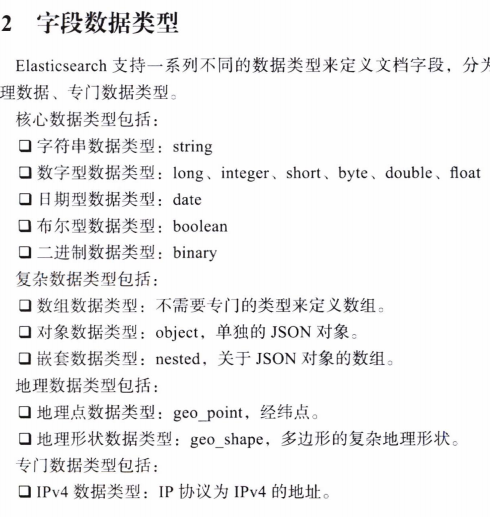 2 字段数据类型
Elasticsearch 支持一系列不同的数据类型来定义文档字段，分为
理数据、专门数据类型。
核心数据类型包括：
❑ 字符串数据类型：string
❑ 数字型数据类型：long、integer、short、byte、double、float
❑ 日期型数据类型：date
❑ 布尔型数据类型：boolean
❑ 二进制数据类型：binary
复杂数据类型包括：
❑ 数组数据类型：不需要专门的类型来定义数组。
❑ 对象数据类型：object，单独的 JSON 对象。
❑ 嵌套数据类型：nested，关于 JSON 对象的数组。
地理数据类型包括：
❑ 地理点数据类型：geo_point，经纬点。
❑ 地理形状数据类型：geo_shape，多边形的复杂地理形状。
专门数据类型包括：
❑ IPv4 数据类型：IP 协议为 IPv4 的地址。